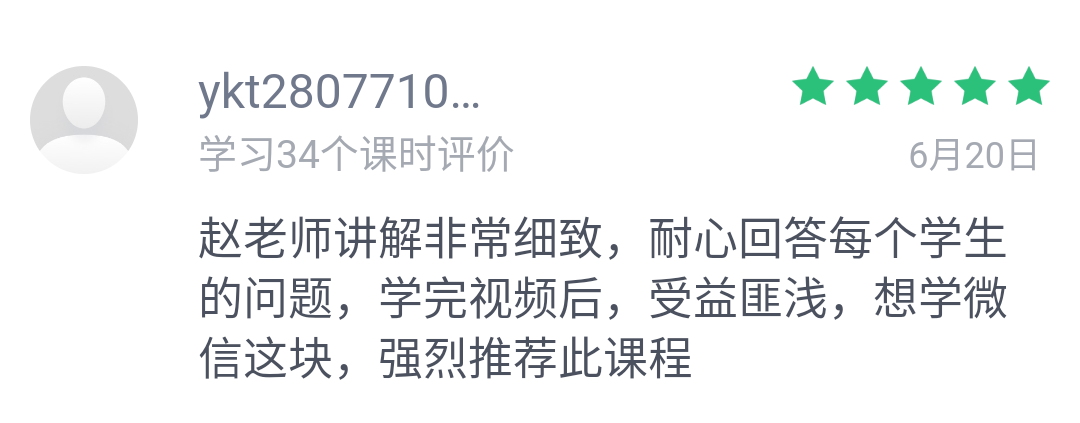 ykt2807710...
学习34个课时评价
6月20日
赵老师讲解非常细致，耐心回答每个学生
的问题，学完视频后，受益匪浅，想学微
信这块，强烈推荐此课程